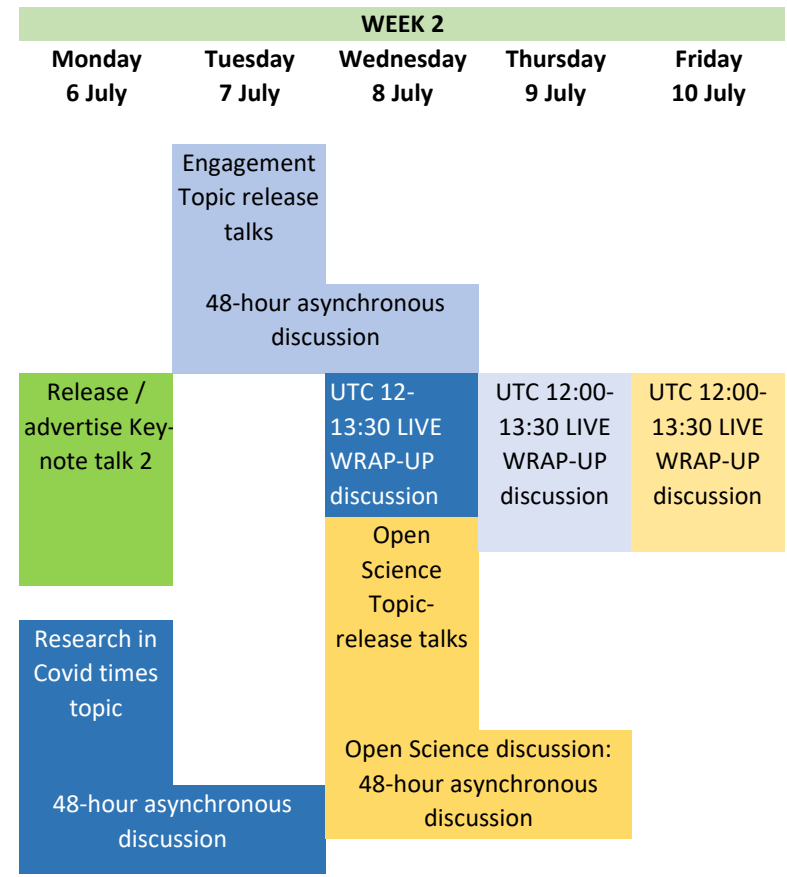 WEEK 2
Monday
6 July
Tuesday
7 July
Wednesday
8 July
Thursday
9 July
Friday
10 July
Engagement
Topic release
talks
48-hour asynchronous
discussion
Release /
advertise Key-
note talk 2
UTC 12-
13:30 LIVE
WRAP-UP
discussion
UTC 12:00-
13:30 LIVE
WRAP-UP
discussion
UTC 12:00-
13:30 LIVE
WRAP-UP
discussion
Open
Science
Topic-
release talks
Research in
Covid times
topic
Open Science discussion:
48-hour asynchronous
discussion
48-hour asynchronous
discussion